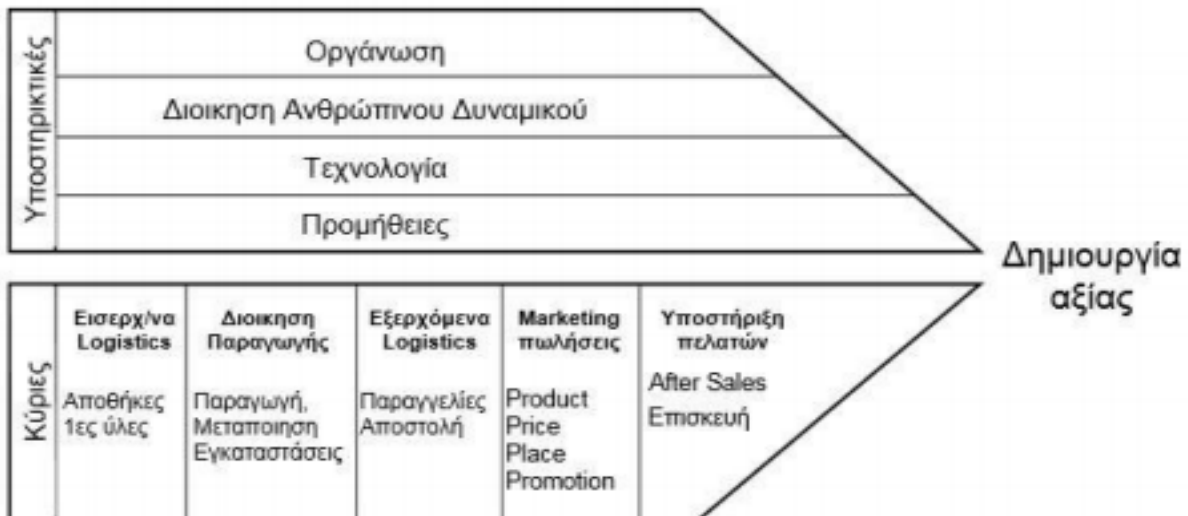 Υποστηρικτικές
Οργάνωση
Διοικηση Ανθρώπινου Δυναμικού
Τεχνολογία
Προμήθειες
Δημιουργία
αξίας
Κύριες
Εισερχ/να
Logistics
Αποθήκες
1ες ύλες
Διοικηση
Παραγωγής
Παραγωγή,
Μεταποιηση
Εγκαταστάσεις
Εξερχόμενα
Logistics
Παραγγελίες
Αποστολή
Marketing
πωλήσεις
Product
Price
Place
Promotion
Υποστήριξη
πελατών
After Sales
Επισκευή